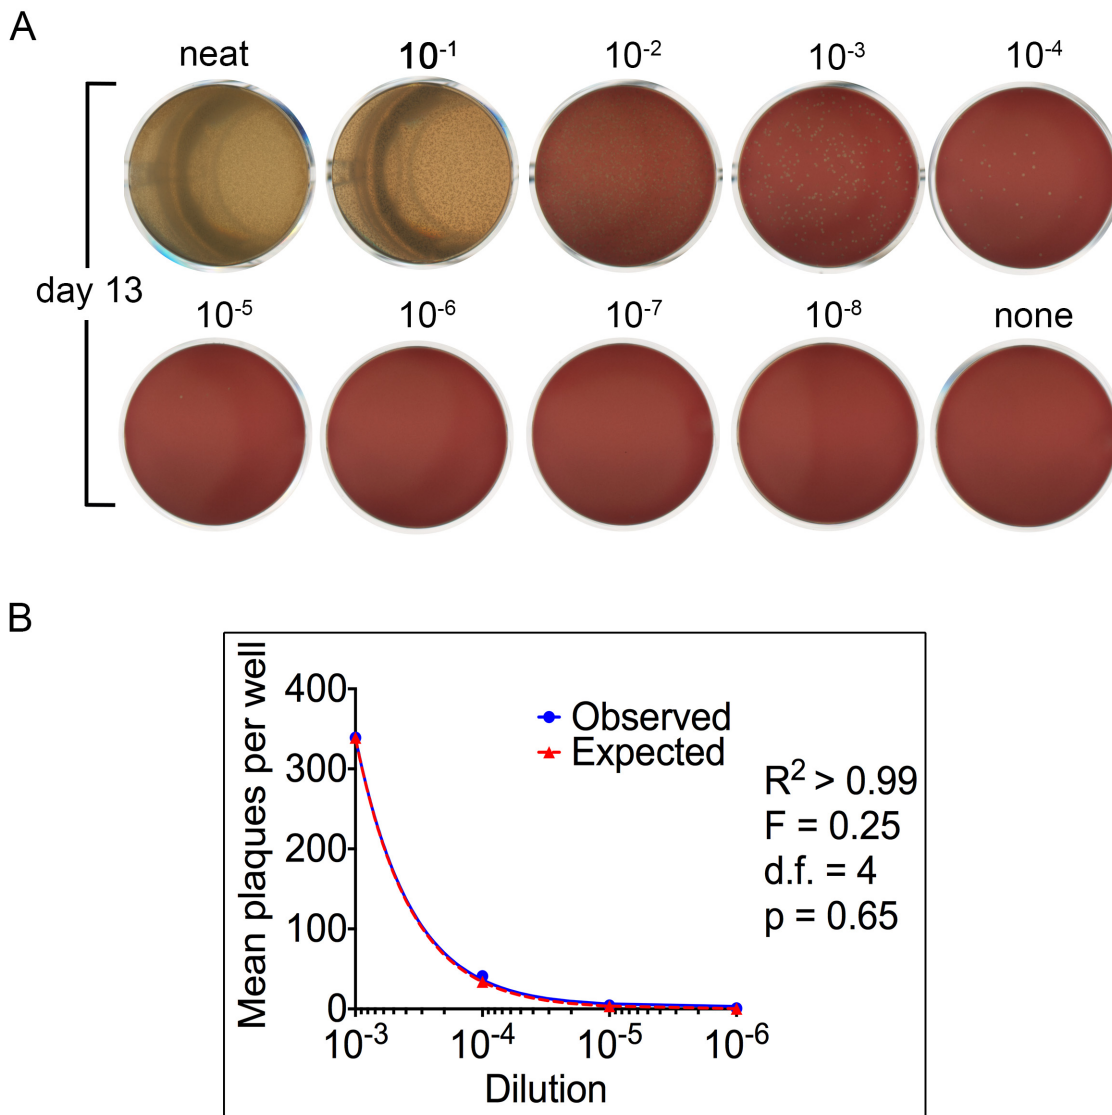 A
neat 10⁻¹ 10⁻² 10⁻³ 10⁻⁴
day 13
10⁻⁵ 10⁻⁶ 10⁻⁷ 10⁻⁸ none
B
Mean plaques per well
400
300
200
100
0
Observed
Expected
R² > 0.99
F = 0.25
d.f. = 4
p = 0.65
10⁻³ 10⁻⁴ 10⁻⁵ 10⁻⁶
Dilution